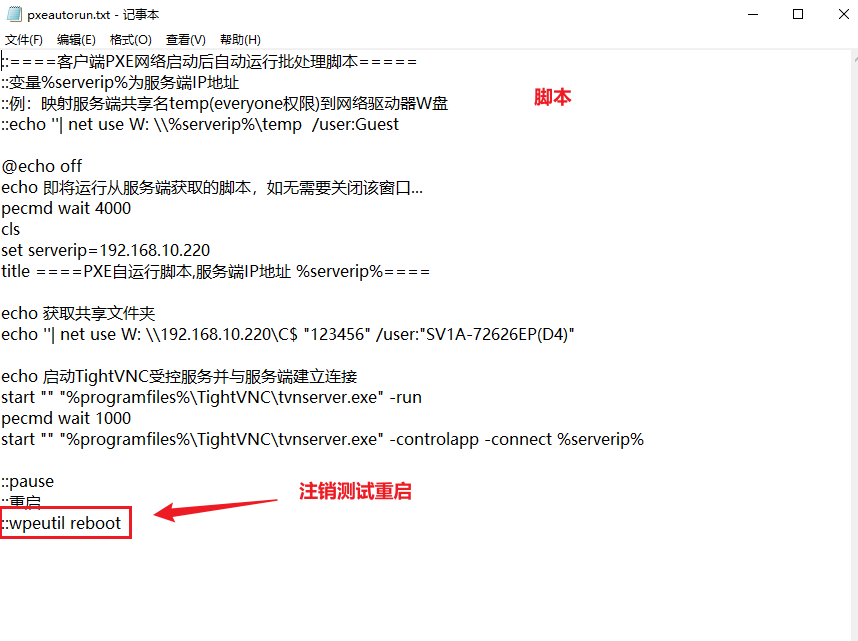 pxeautorun.txt - 记事本
文件(F) 编辑(E) 格式(O) 查看(V) 帮助(H)
::====客户端PXE网络启动后自动运行批处理脚本=====
::变量%serverip%为服务端IP地址
::例：映射服务端共享名temp(everyone权限)到网络驱动器W盘
脚本
::echo ''| net use W: \\%serverip%\temp  /user:Guest
@echo off
echo 即将运行从服务端获取的脚本，如无需要关闭该窗口...
pecmd wait 4000
cls
set serverip=192.168.10.220
title ====PXE自运行脚本,服务端IP地址 %serverip%====
echo 获取共享文件夹
echo ''| net use W: \\192.168.10.220\C$ "123456" /user:"SV1A-72626EP(D4)"
echo 启动TightVNC受控服务并与服务端建立连接
start "" "%programfiles%\TightVNC\tvnserver.exe" -run
pecmd wait 1000
start "" "%programfiles%\TightVNC\tvnserver.exe" -controlapp -connect %serverip%
::pause
注销测试重启
::重启
::wpeutil reboot